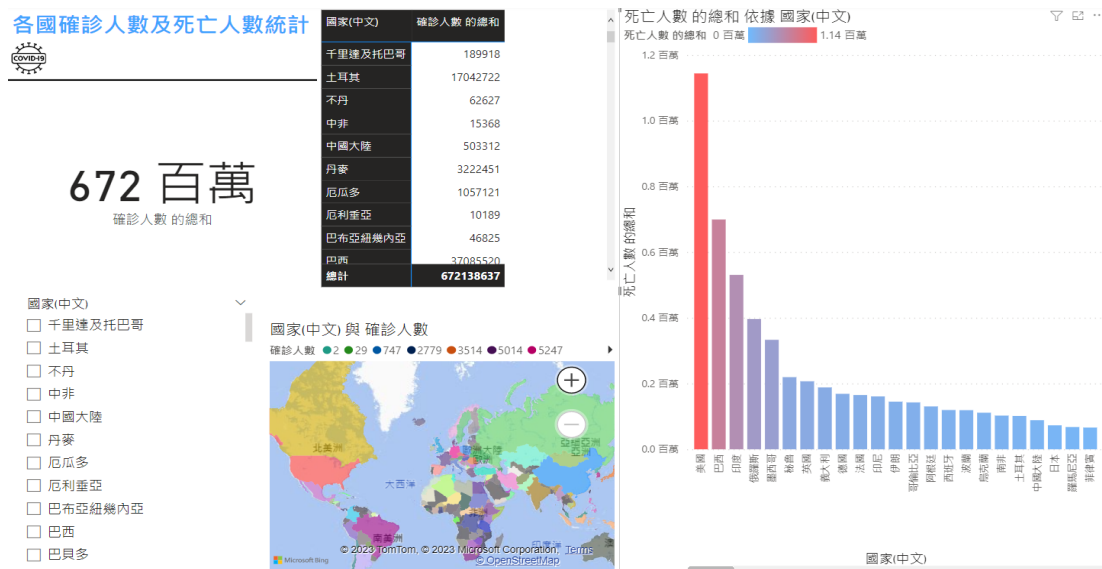 各國確診人數及死亡人數統計
COVID-19
672 百萬
確診人數 的總和
國家(中文) 確診人數 的總和
千里達及托巴哥 189918
土耳其 17042722
不丹 62627
中非 15368
中國大陸 503312
丹麥 3222451
厄瓜多 1057121
厄利垂亞 10189
巴布亞紐幾內亞 46825
巴西 37085520
總計 672138637
國家(中文)
千里達及托巴哥
土耳其
不丹
中非
中國大陸
丹麥
厄瓜多
厄利垂亞
巴布亞紐幾內亞
巴西
巴貝多
國家(中文) 與 確診人數
確診人數 2 29 747 2779 3514 5014 5247
北美洲
大西洋
歐洲
亞洲
南美洲
印度洋
© 2023 TomTom, © 2023 Microsoft Corporation, Terms
© OpenStreetMap
Microsoft Bing
死亡人數 的總和 依據 國家(中文)
死亡人數 的總和 0 百萬 1.14 百萬
死亡人數 的總和
1.2 百萬
1.0 百萬
0.8 百萬
0.6 百萬
0.4 百萬
0.2 百萬
0.0 百萬
美國
巴西
印度
俄羅斯
墨西哥
秘魯
英國
義大利
德國
法國
印尼
伊朗
哥倫比亞
阿根廷
西班牙
波蘭
烏克蘭
南非
土耳其
中國大陸
日本
羅馬尼亞
菲律賓
國家(中文)